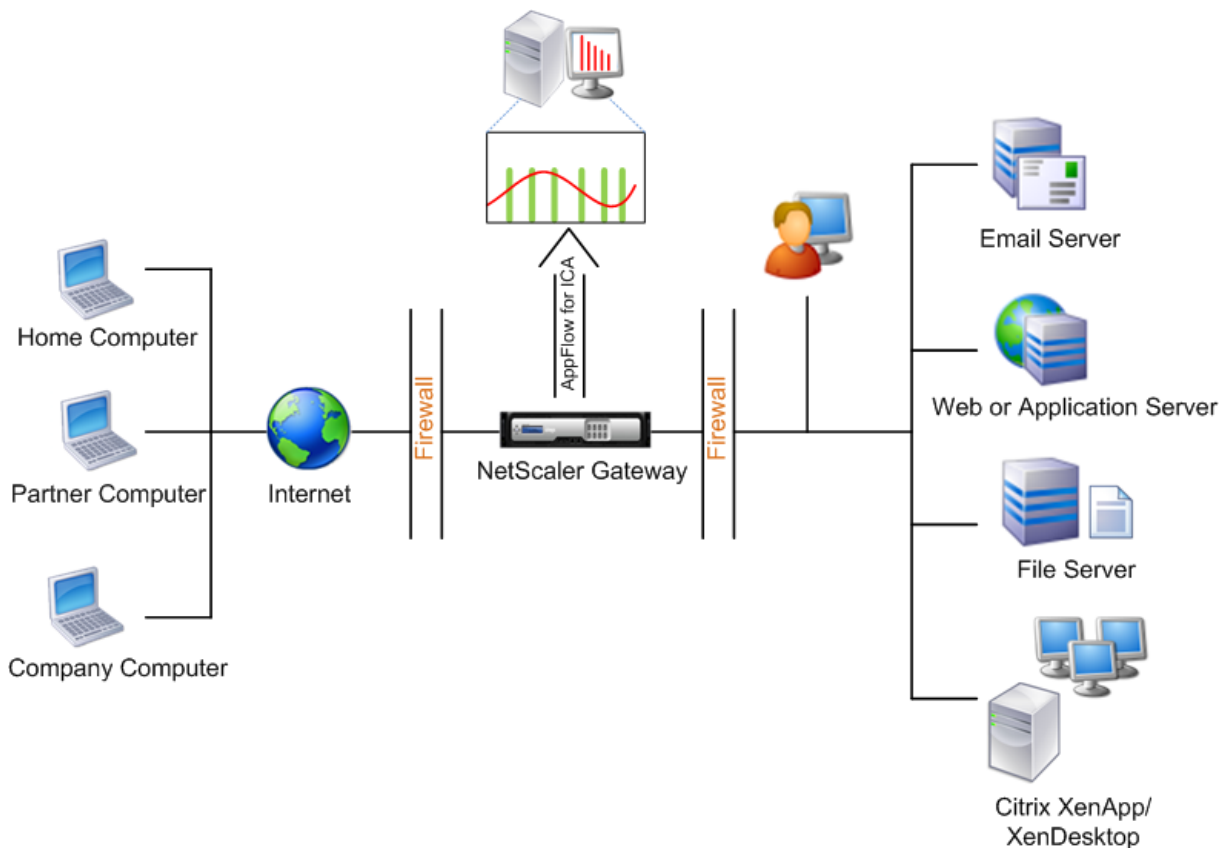 AppFlow for ICA
Email Server
Home Computer
Firewall
Firewall
Web or Application Server
Partner Computer
Internet
NetScaler Gateway
File Server
Company Computer
Citrix XenApp/
XenDesktop